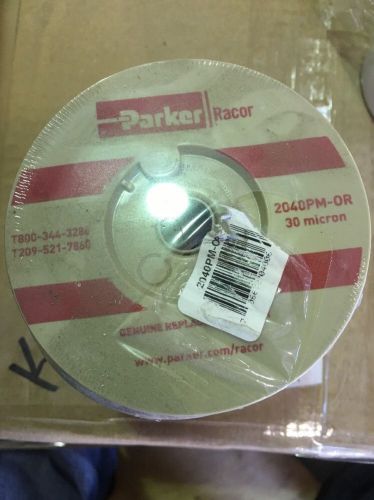 Parker Racor
2040PM-OR
30 micron
T800-344-3286
T209-521-7860
2040PM-OR
GENUINE
www.parker.com/racor
K